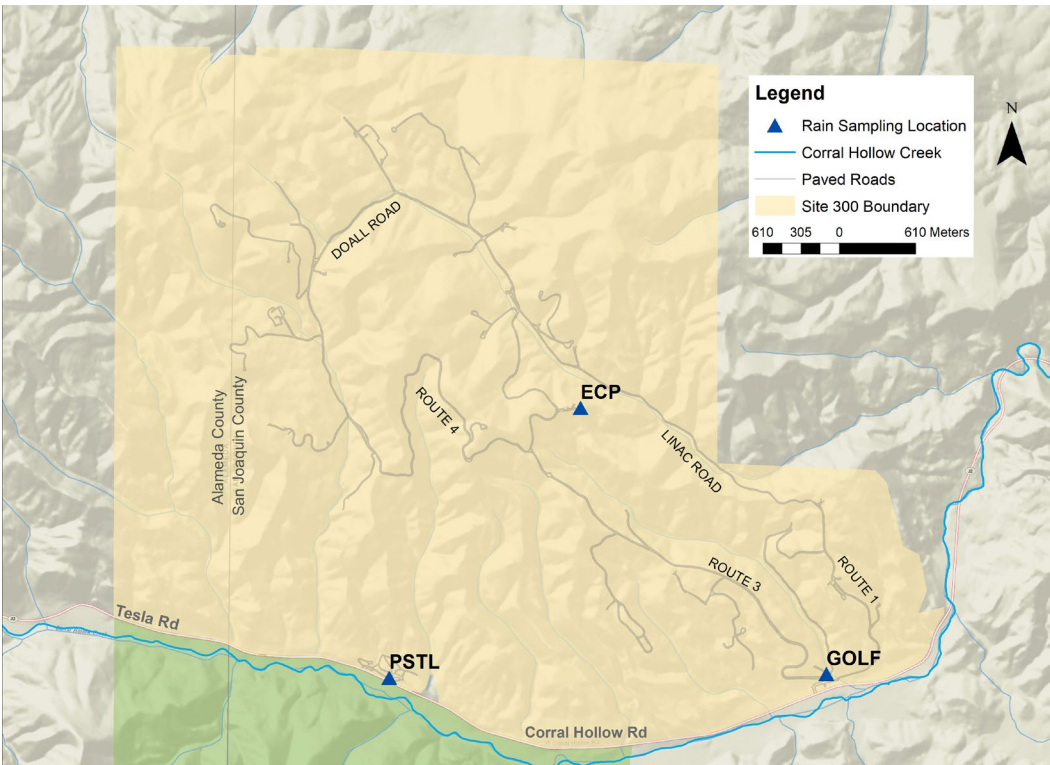 Legend
Rain Sampling Location
Corral Hollow Creek
Paved Roads
Site 300 Boundary
610 305 0 610 Meters
N
DOALL ROAD
ROUTE 4
ECP
LINAC ROAD
Alameda County
San Joaquin County
ROUTE 3
ROUTE 1
Tesla Rd
PSTL
GOLF
Corral Hollow Rd